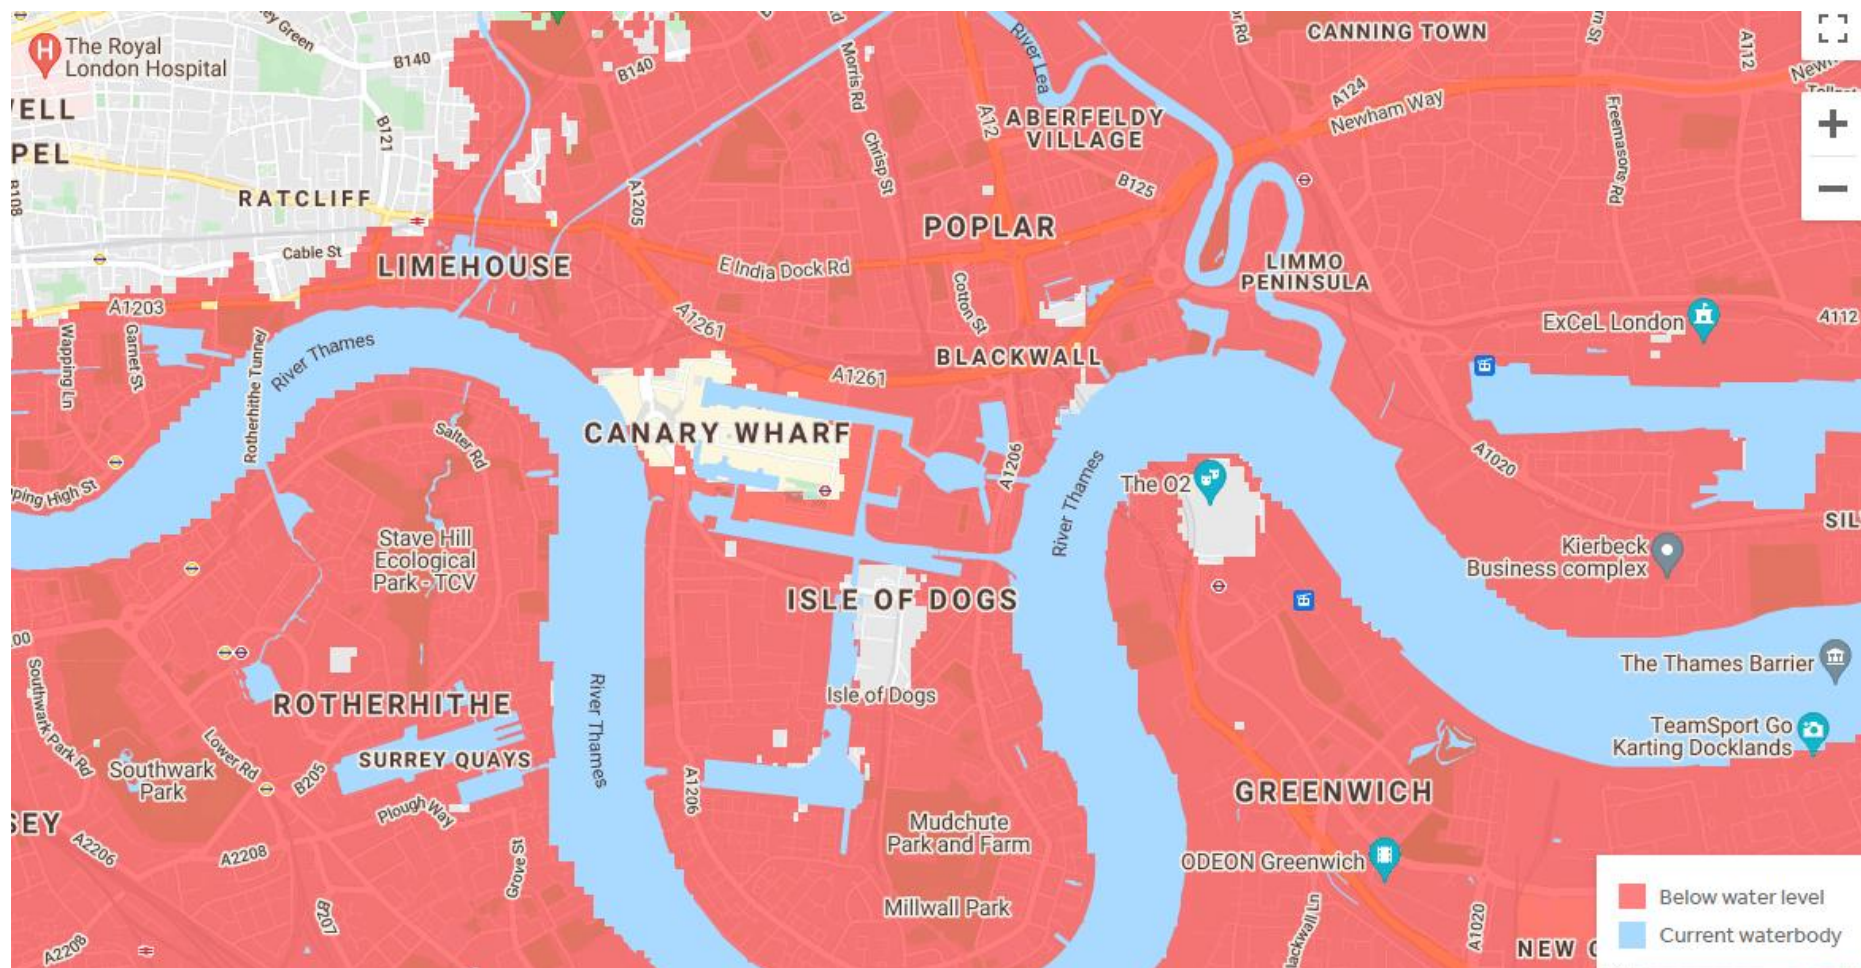 The Royal
London Hospital
B140
B140
Morris Rd
River Lea
CANNING TOWN
A112
A124
Newham Way
Freemasons Rd
B121
B108
RATCLIFF
A1205
Chrisp St
A12
ABERFELDY
VILLAGE
B125
POPLAR
Cable St
LIMEHOUSE
E India Dock Rd
Cotton St
LIMMO
PENINSULA
A1203
Wapping Ln
Garnet St
Rotherhithe Tunnel
River Thames
A1261
A1261
BLACKWALL
ExCeL London
A112
CANARY WHARF
Salter Rd
A1206
River Thames
The O2
A1020
Stave Hill
Ecological
Park - TCV
Kierbeck
Business complex
ISLE OF DOGS
Isle of Dogs
The Thames Barrier
Southwark Park Rd
ROTHERHITHE
River Thames
Lower Rd
SURREY QUAYS
TeamSport Go
Karting Docklands
Southwark
Park
B205
Plough Way
A1206
GREENWICH
Mudchute
Park and Farm
A2206
A2208
Grove St
ODEON Greenwich
Millwall Park
B207
A2208
A1020
Below water level
Current waterbody